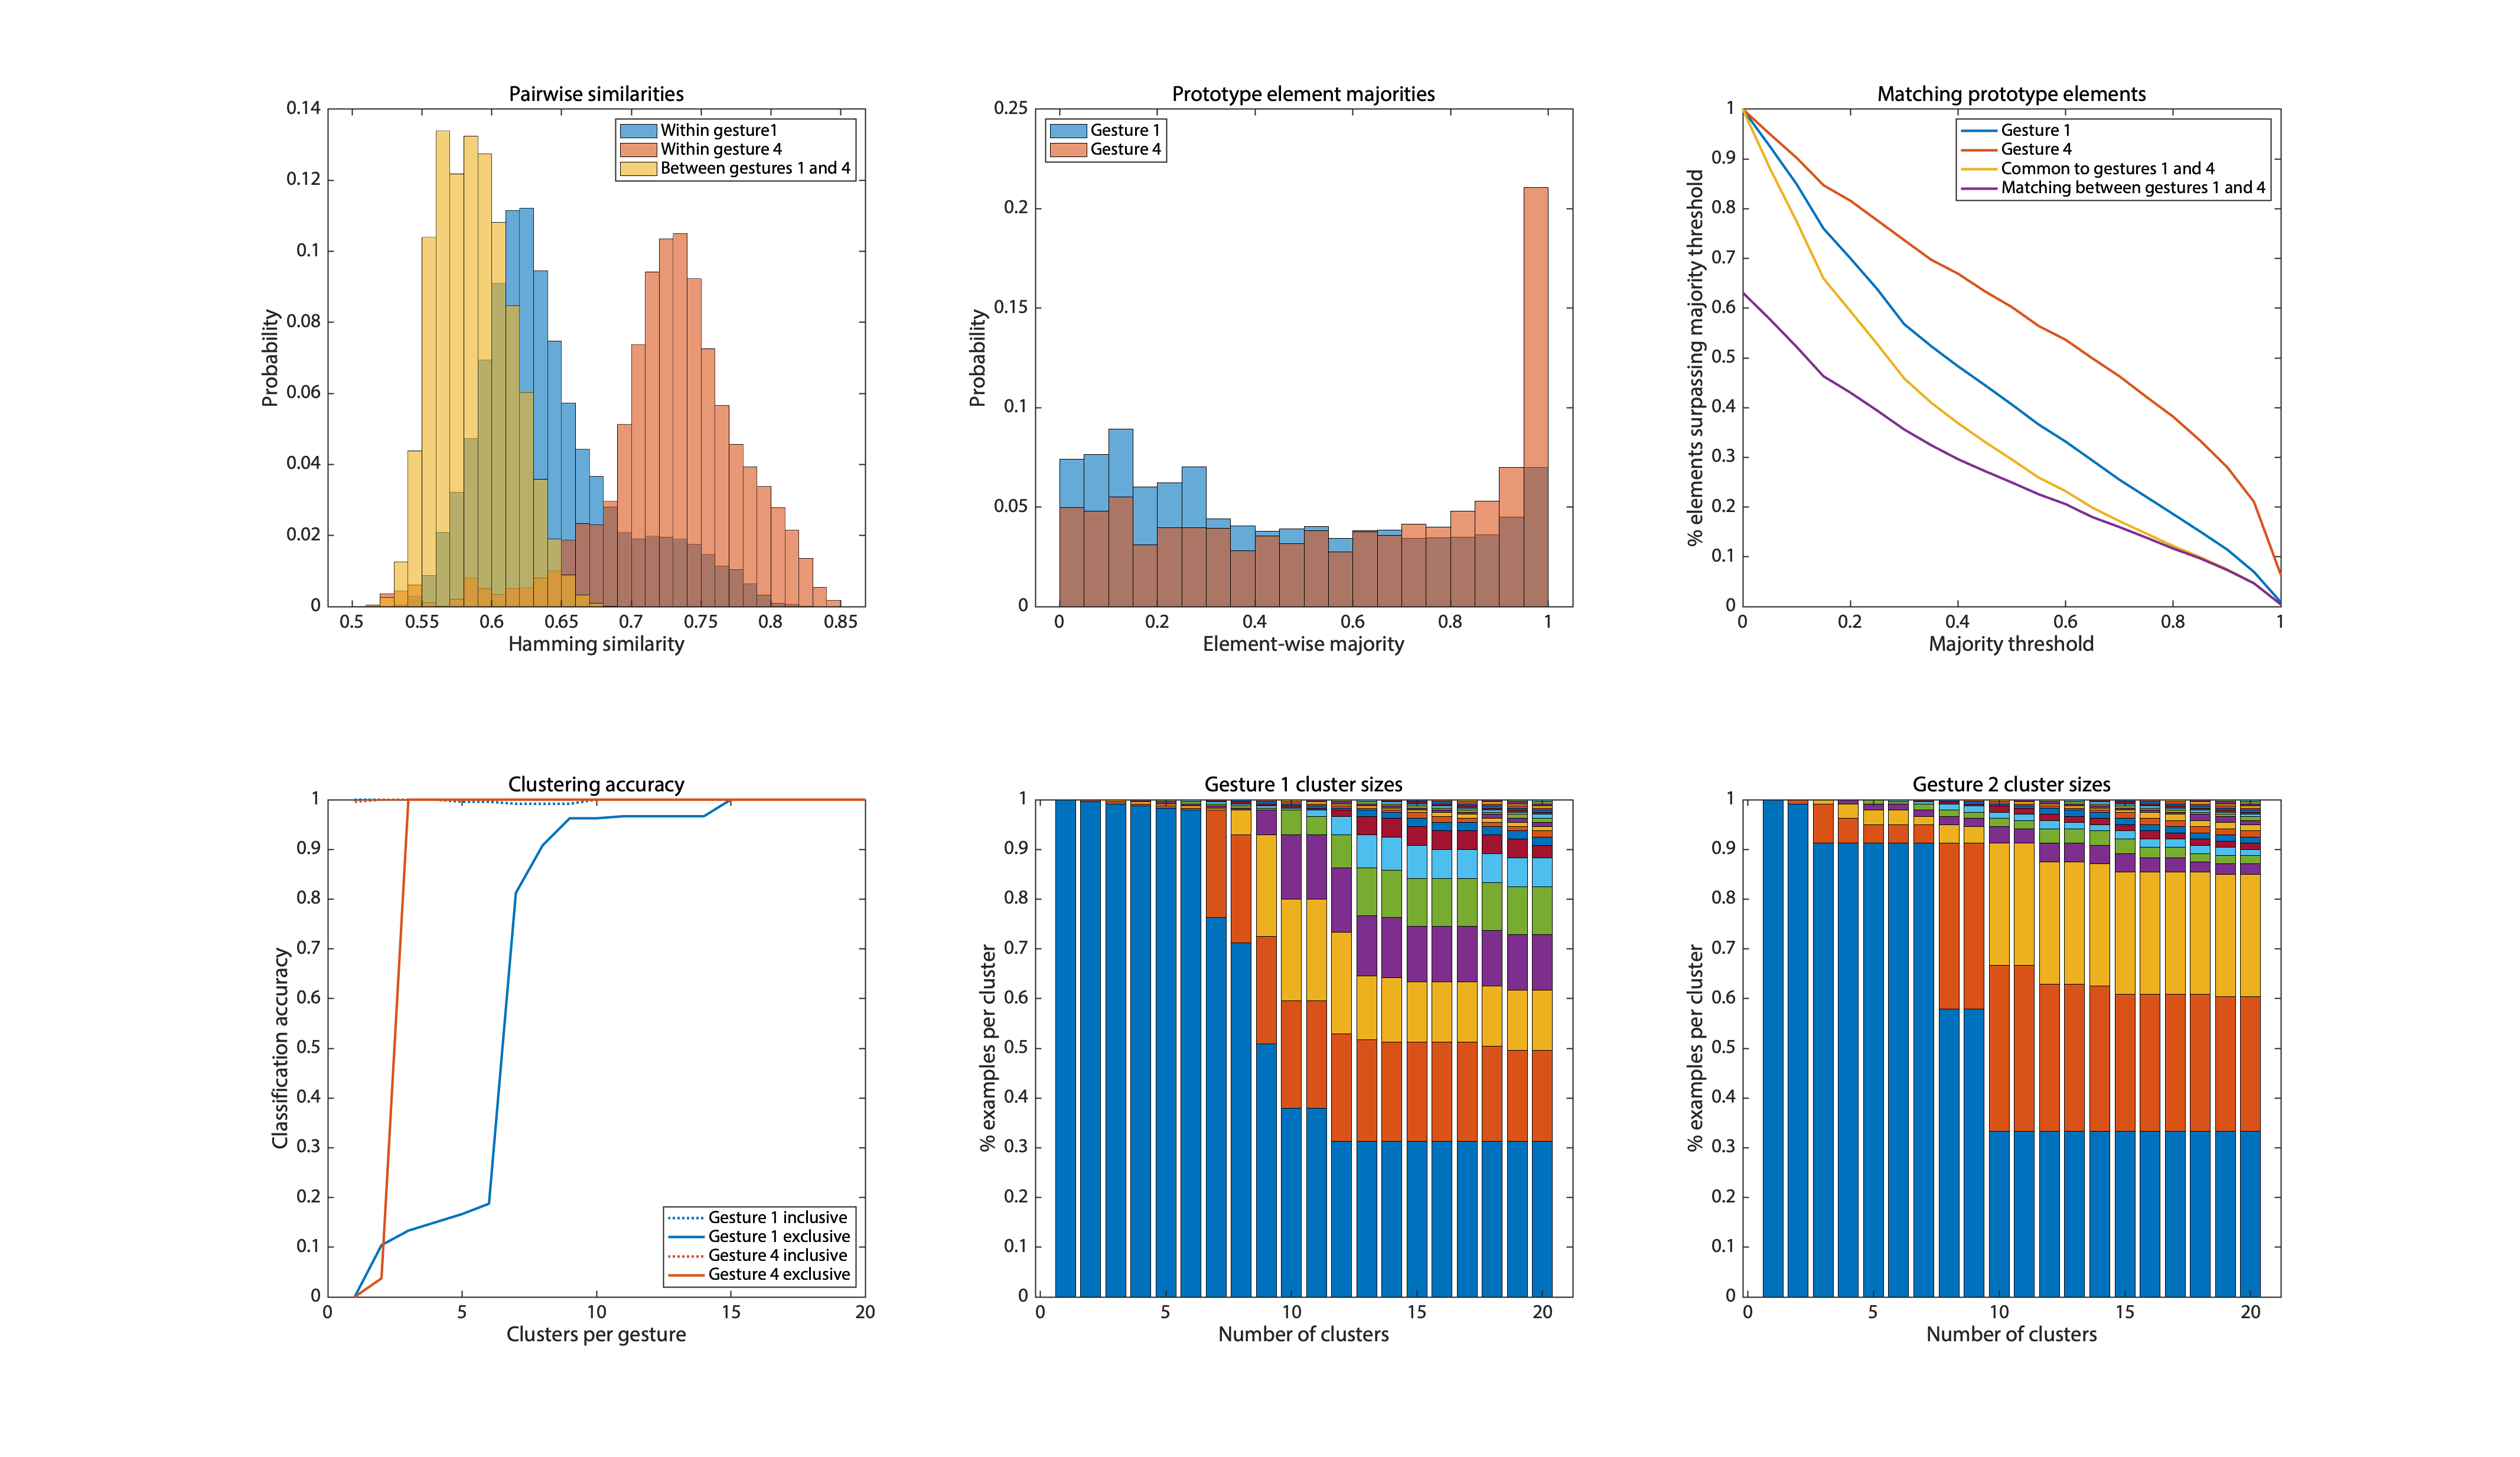 Pairwise similarities
0.14
0.12
0.1
0.08
0.06
0.04
0.02
0
Probability
Within gesture1
Within gesture 4
Between gestures 1 and 4
0.5 0.55 0.6 0.65 0.7 0.75 0.8 0.85
Hamming similarity
Prototype element majorities
0.25
0.2
0.15
0.1
0.05
0
Probability
Gesture 1
Gesture 4
0 0.2 0.4 0.6 0.8 1
Element-wise majority
Matching prototype elements
1
0.9
0.8
0.7
0.6
0.5
0.4
0.3
0.2
0.1
0
% elements surpassing majority threshold
Gesture 1
Gesture 4
Common to gestures 1 and 4
Matching between gestures 1 and 4
0 0.2 0.4 0.6 0.8 1
Majority threshold
Clustering accuracy
1
0.9
0.8
0.7
0.6
0.5
0.4
0.3
0.2
0.1
0
Classification accuracy
Gesture 1 inclusive
Gesture 1 exclusive
Gesture 4 inclusive
Gesture 4 exclusive
0 5 10 15 20
Clusters per gesture
Gesture 1 cluster sizes
1
0.9
0.8
0.7
0.6
0.5
0.4
0.3
0.2
0.1
0
% examples per cluster
0 5 10 15 20
Number of clusters
Gesture 2 cluster sizes
1
0.9
0.8
0.7
0.6
0.5
0.4
0.3
0.2
0.1
0
% examples per cluster
0 5 10 15 20
Number of clusters